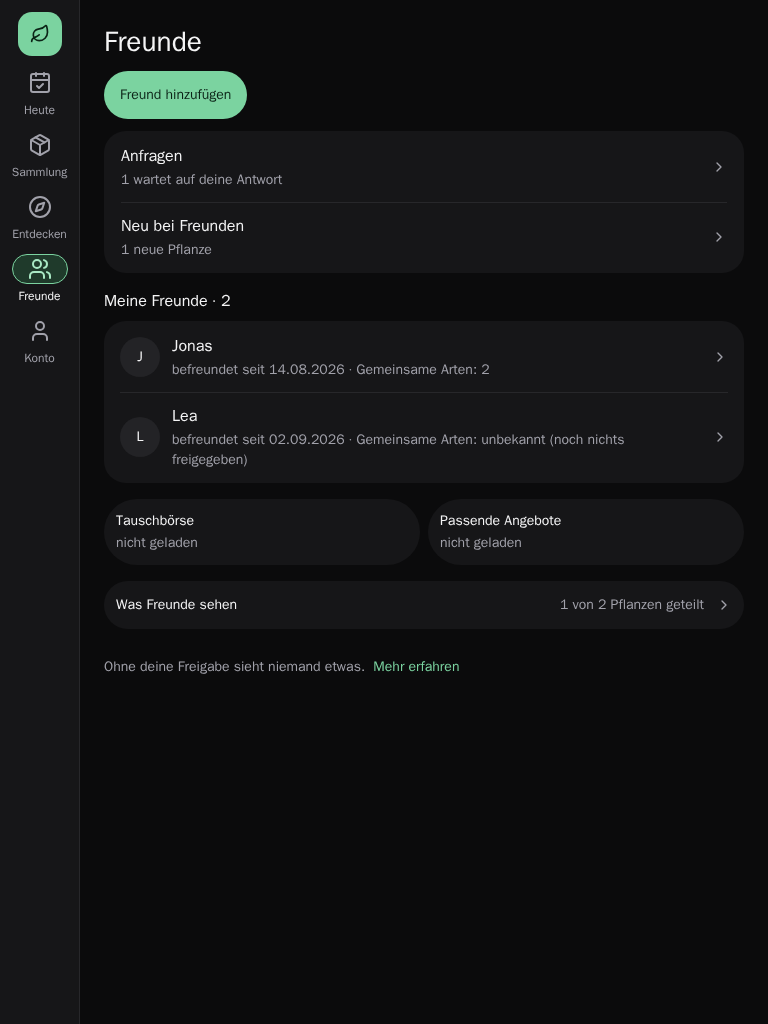 Freunde
Freund hinzufügen
Heute
Sammlung
Entdecken
Freunde
Konto
Anfragen
1 wartet auf deine Antwort
Neu bei Freunden
1 neue Pflanze
Meine Freunde · 2
J
Jonas
befreundet seit 14.08.2026 · Gemeinsame Arten: 2
L
Lea
befreundet seit 02.09.2026 · Gemeinsame Arten: unbekannt (noch nichts
freigegeben)
Tauschbörse
nicht geladen
Passende Angebote
nicht geladen
Was Freunde sehen
1 von 2 Pflanzen geteilt
Ohne deine Freigabe sieht niemand etwas. Mehr erfahren